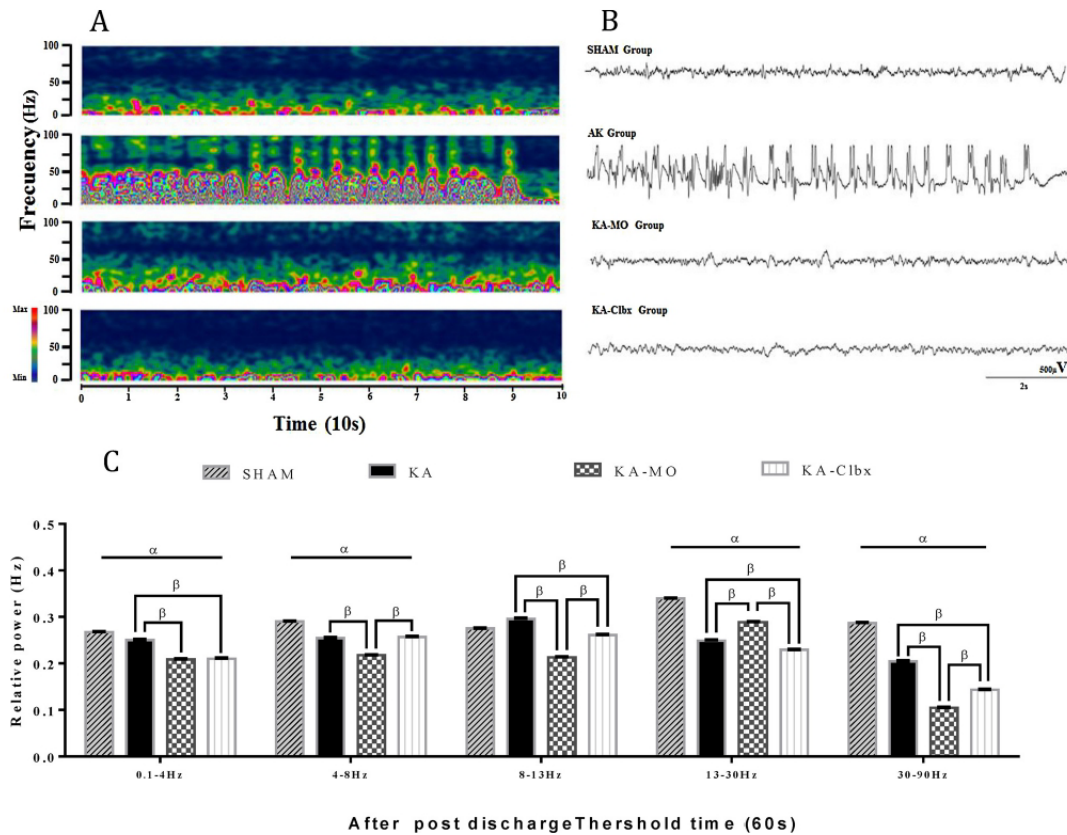 A
B
100
50
0
100
50
0
100
50
0
100
50
0
Frecuency (Hz)
Max
Min
0 1 2 3 4 5 6 7 8 9 10
Time (10s)
SHAM Group
AK Group
KA-MO Group
KA-Clbx Group
500µV
2s
C
SHAM KA KA-MO KA-Clbx
Relative power (Hz)
0.5
0.4
0.3
0.2
0.1
0.0
α
β
β
α
β
β
β
β
β
α
β
β
β
α
β
β
β
0.1-4Hz 4-8Hz 8-13Hz 13-30Hz 30-90Hz
After post dischargeThershold time (60s)